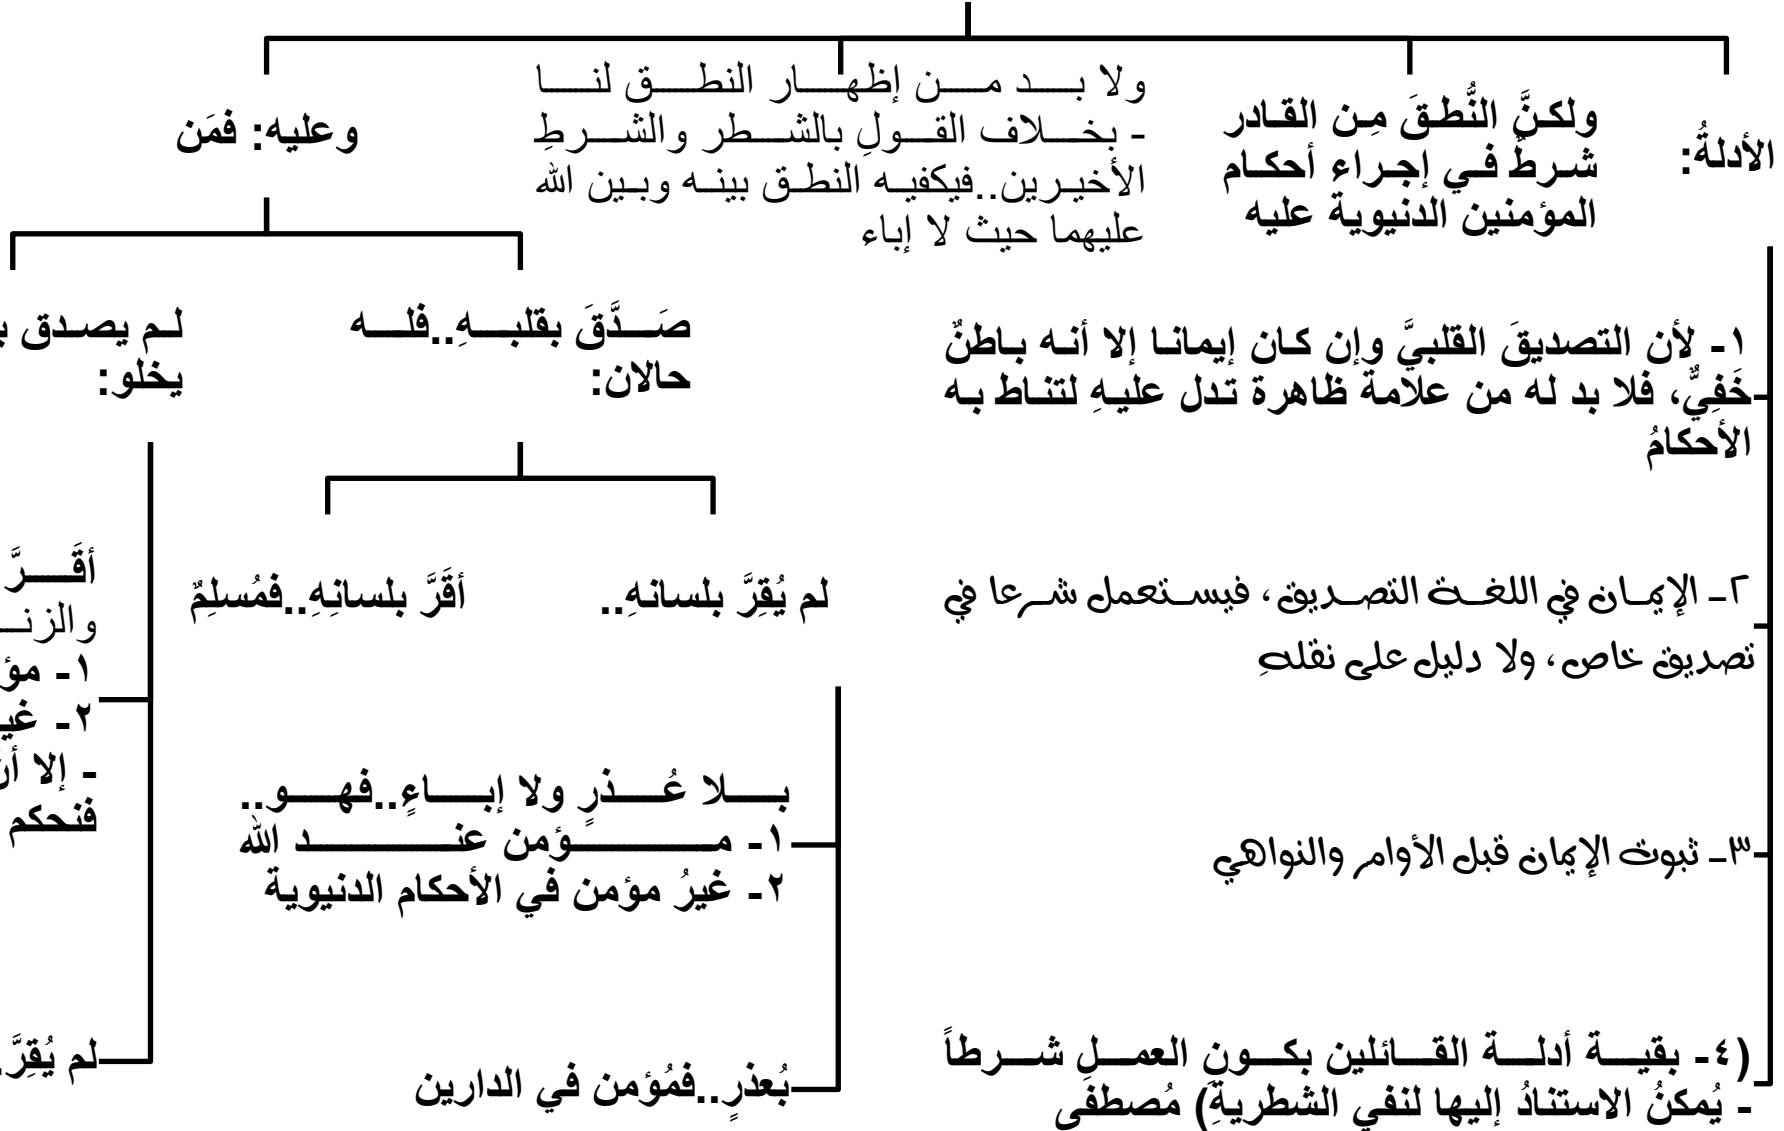 الأدلةُ:
ولكنَّ النُّطقَ مِن القادر
شرطٌ في إجراء أحكام
المؤمنين الدنيوية عليه
ولا بد من إظهار النطق لنا
- بخلاف القولِ بالشطر والشرطِ
الأخيرين..فيكفيه النطق بينه وبين الله
عليهما حيث لا إباء
وعليه: فمَن
١- لأن التصديقَ القلبيَّ وإن كان إيمانا إلا أنه باطنٌ
خَفِيٌّ، فلا بد له من علامة ظاهرة تدل عليهِ لتناط به
الأحكامُ
٢- الإيمان في اللغة التصديق، فيستعمل شرعا في
تصديق خاص، ولا دليل على نقلهِ
٣- ثبوت الإيمان قبل الأوامر والنواهي
(٤- بقية أدلة القائلين بكونِ العملِ شرطاً
- يُمكنُ الاستنادُ إليها لنفي الشطريةِ) مُصطفى
صَدَّقَ بقلبهِ..فله
حالان:
لم يُقِرَّ بلسانهِ..
بلا عُذرٍ ولا إباءٍ..فهو..
١- مؤمن عند الله
٢- غيرُ مؤمن في الأحكام الدنيوية
بُعذرٍ..فمُؤمن في الدارين
أقَرَّ بلسانِهِ..فمُسلِمٌ
لم يصدق
يخلو:
أقَرَّ
١-
٢-
- إلا
فنحكم
لم يُقِرَّ